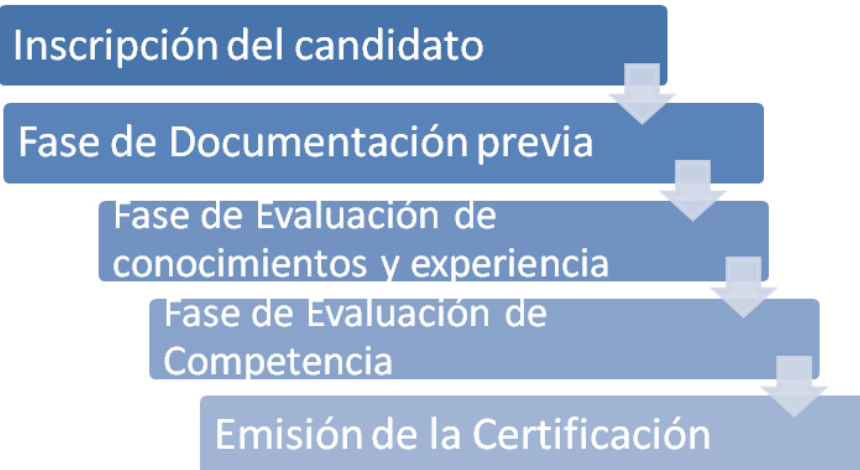 Inscripción del candidato
Fase de Documentación previa
Fase de Evaluación de
conocimientos y experiencia
Fase de Evaluación de
Competencia
Emisión de la Certificación